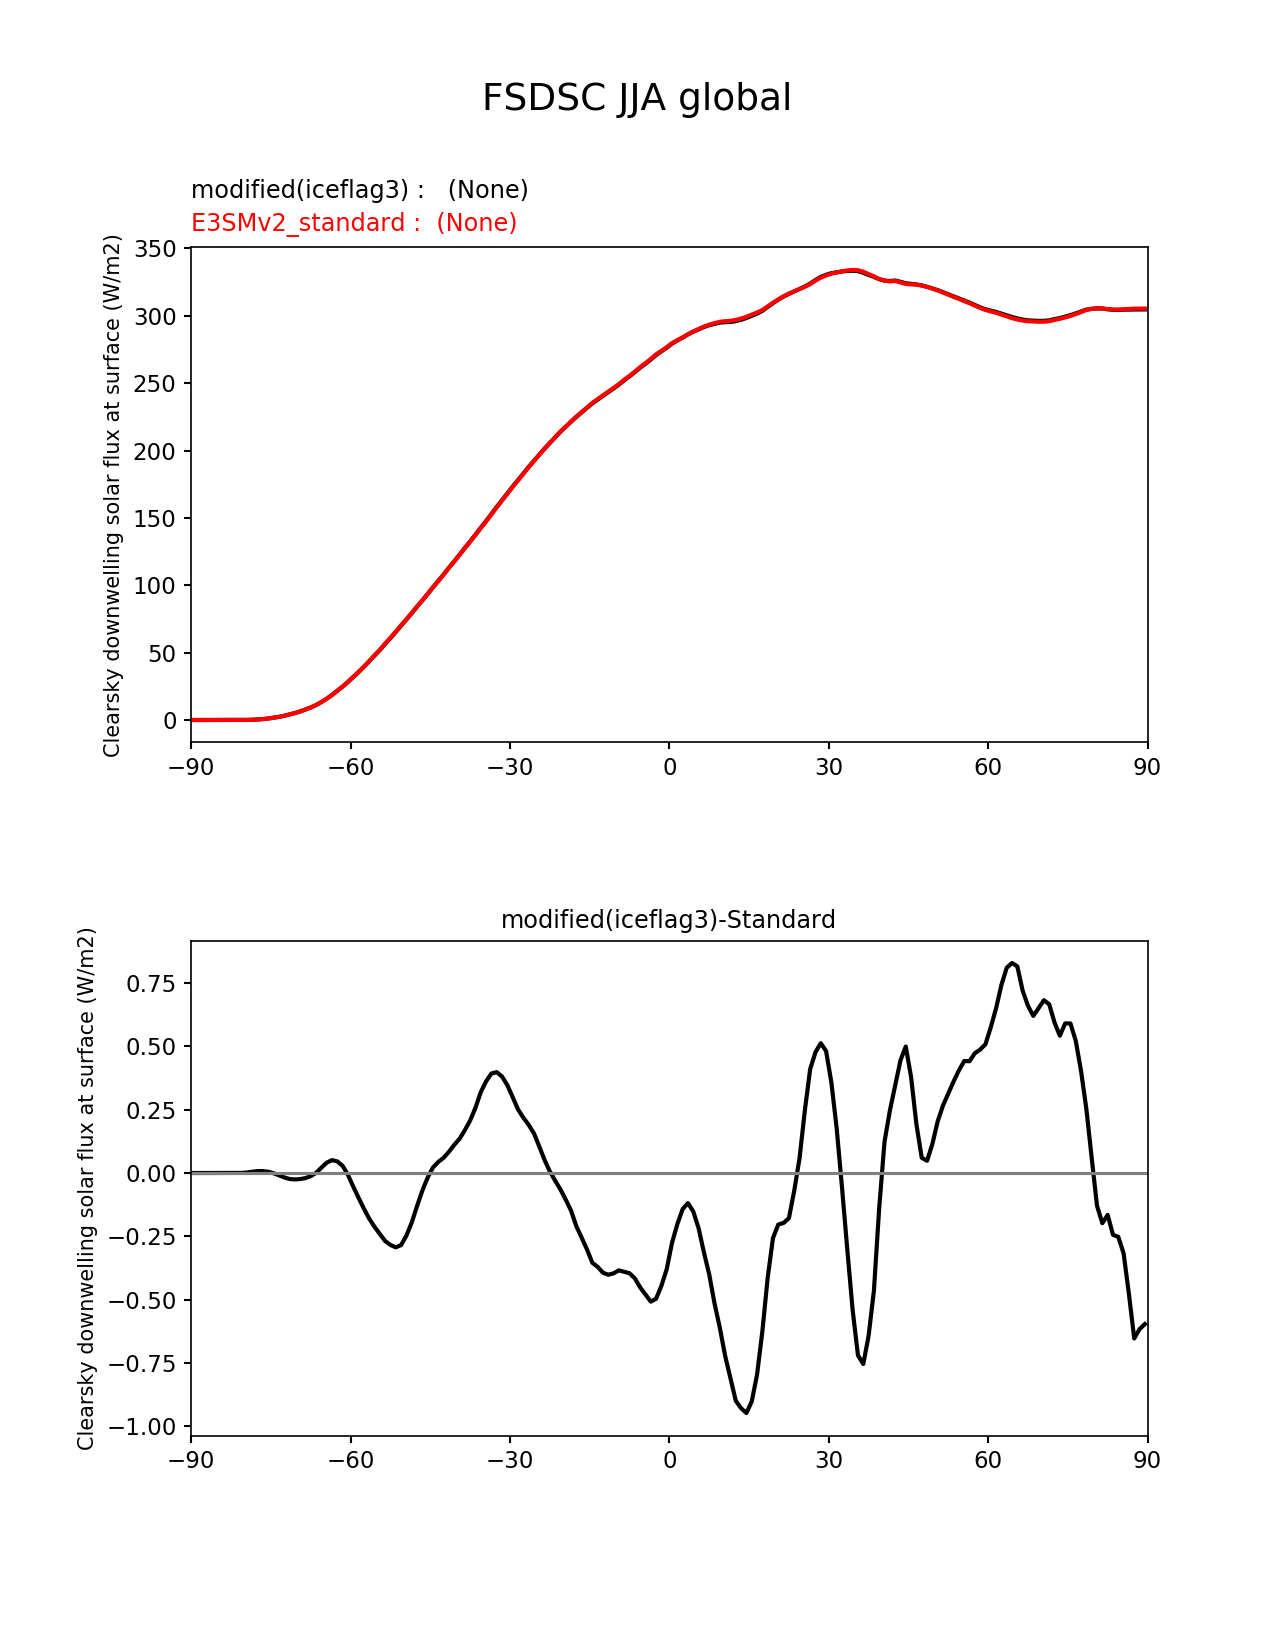 FSDSC JJA global
modified(iceflag3) :   (None)
E3SMv2_standard :  (None)
Clearsky downwelling solar flux at surface (W/m2)
350
300
250
200
150
100
50
0
−90 −60 −30 0 30 60 90
modified(iceflag3)-Standard
Clearsky downwelling solar flux at surface (W/m2)
0.75
0.50
0.25
0.00
−0.25
−0.50
−0.75
−1.00
−90 −60 −30 0 30 60 90